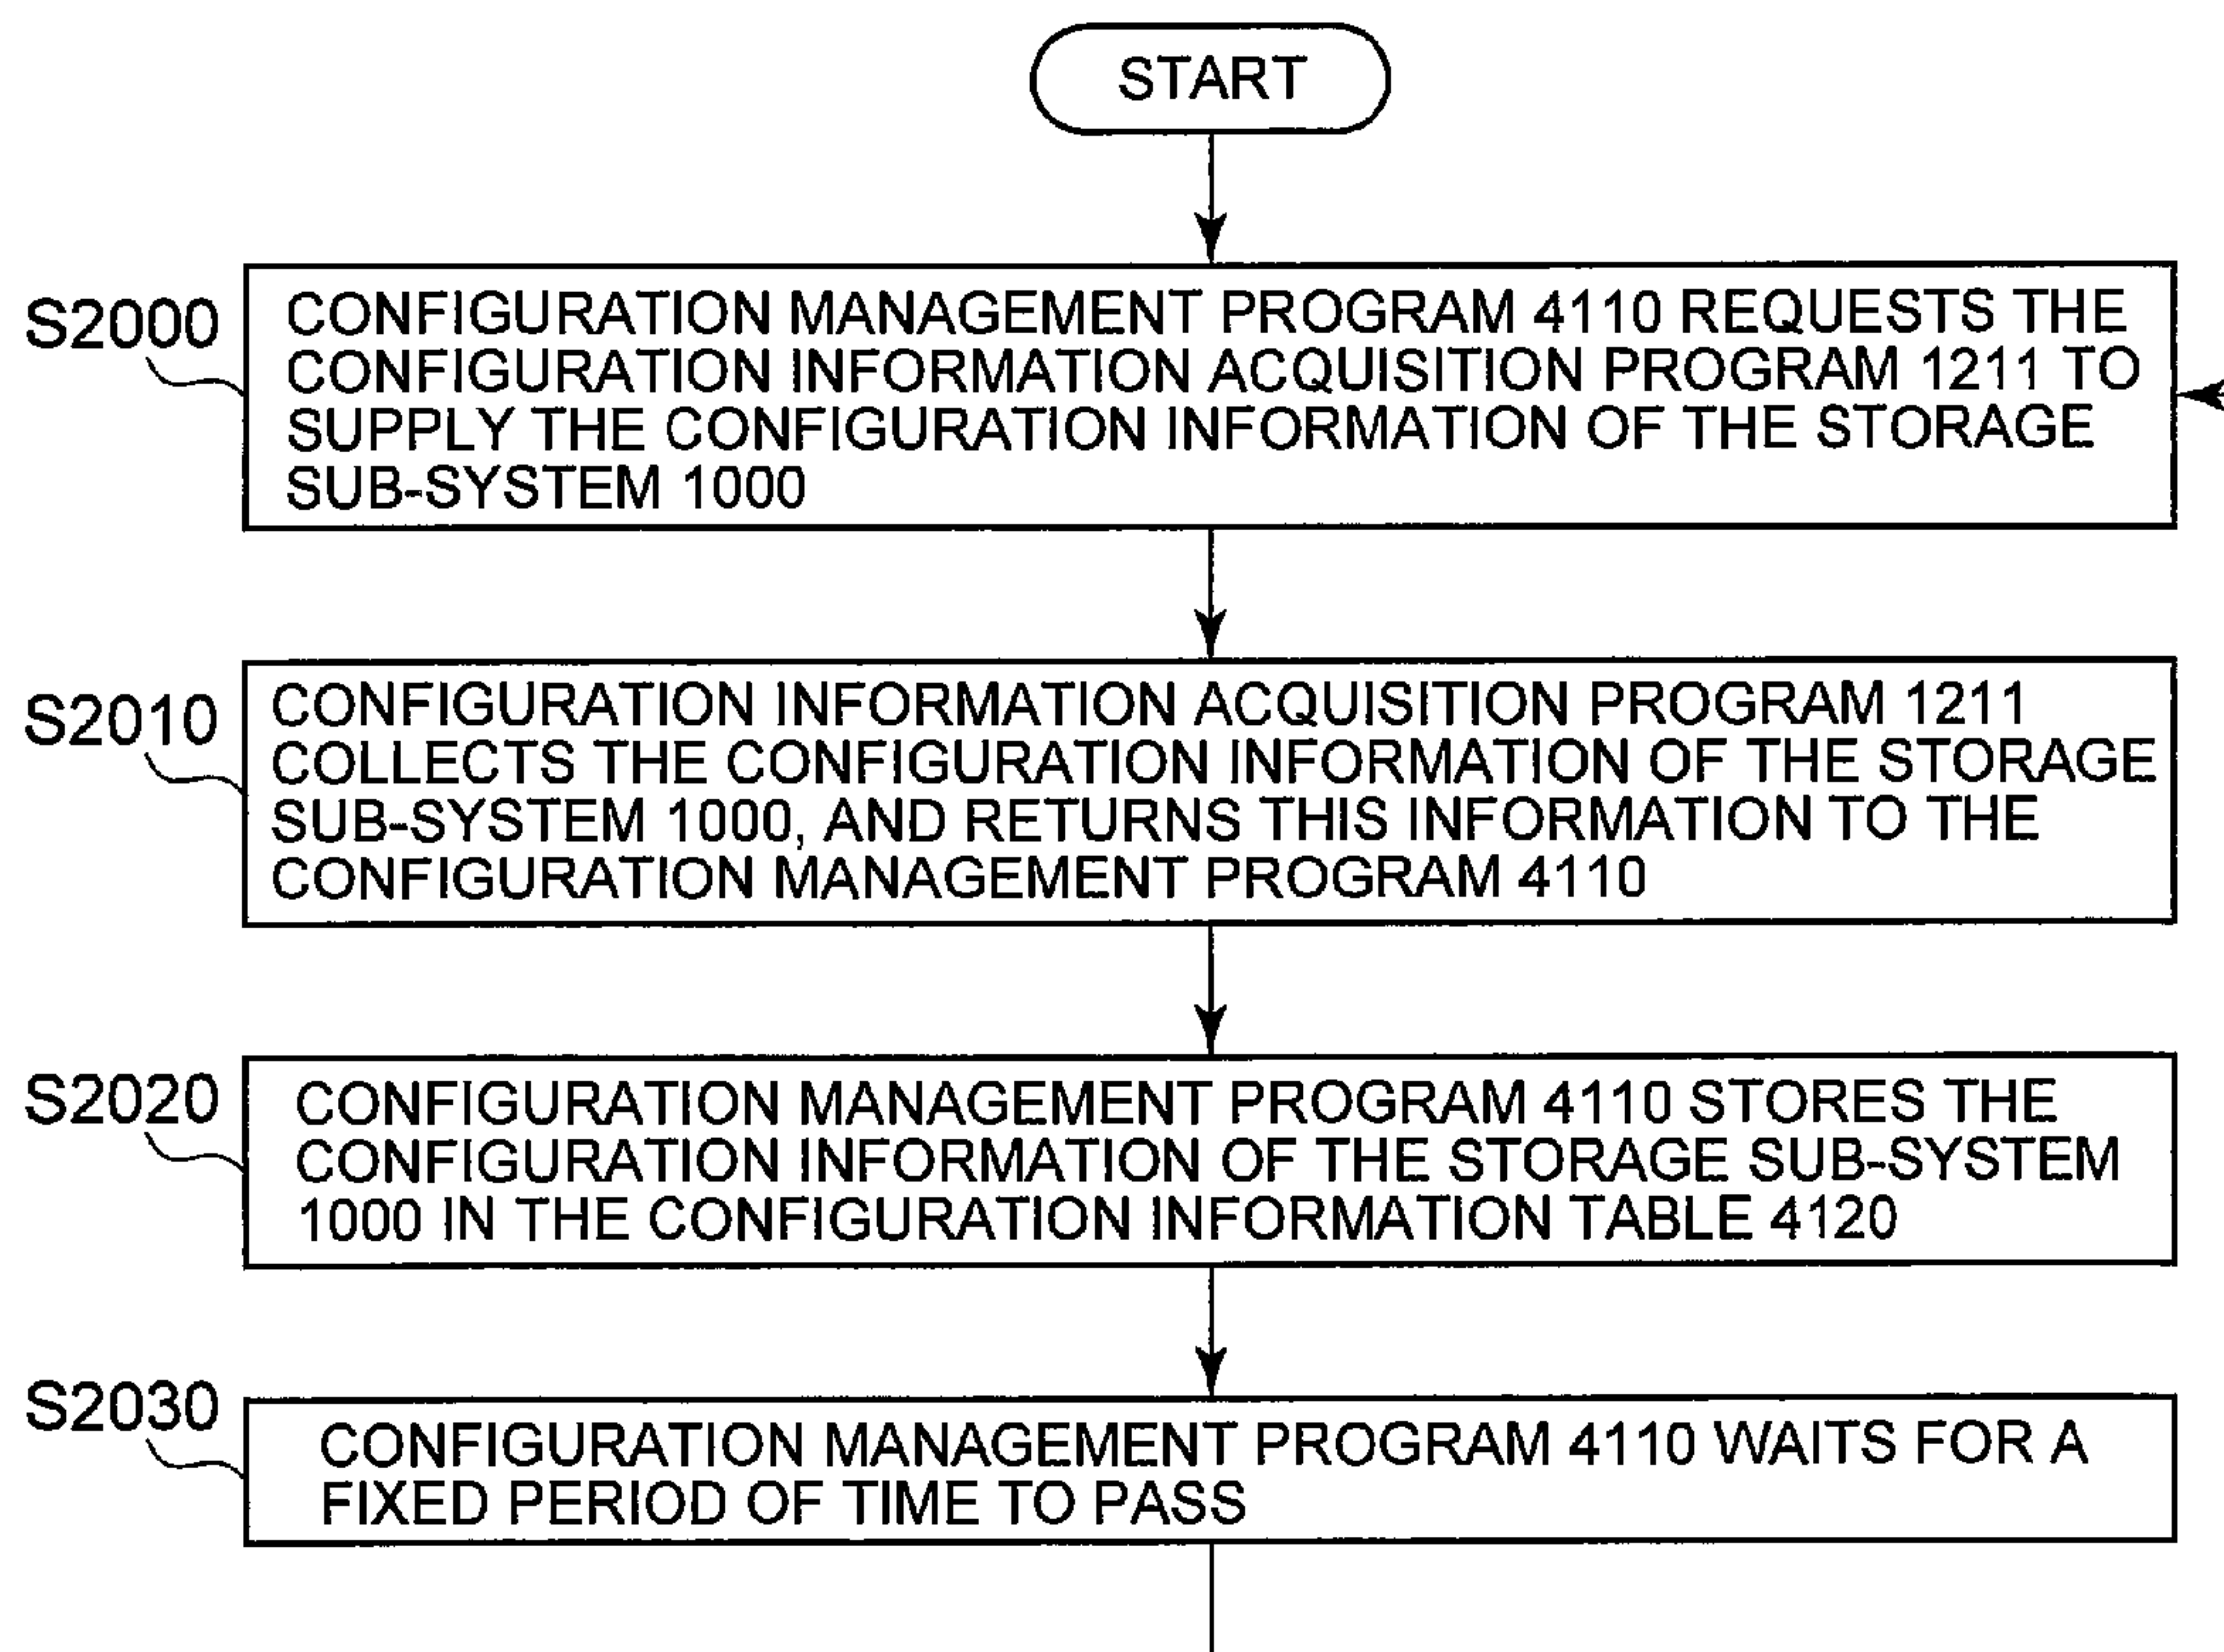 START
S2000
CONFIGURATION MANAGEMENT PROGRAM 4110 REQUESTS THE
CONFIGURATION INFORMATION ACQUISITION PROGRAM 1211 TO
SUPPLY THE CONFIGURATION INFORMATION OF THE STORAGE
SUB-SYSTEM 1000
S2010
CONFIGURATION INFORMATION ACQUISITION PROGRAM 1211
COLLECTS THE CONFIGURATION INFORMATION OF THE STORAGE
SUB-SYSTEM 1000, AND RETURNS THIS INFORMATION TO THE
CONFIGURATION MANAGEMENT PROGRAM 4110
S2020
CONFIGURATION MANAGEMENT PROGRAM 4110 STORES THE
CONFIGURATION INFORMATION OF THE STORAGE SUB-SYSTEM
1000 IN THE CONFIGURATION INFORMATION TABLE 4120
S2030
CONFIGURATION MANAGEMENT PROGRAM 4110 WAITS FOR A
FIXED PERIOD OF TIME TO PASS